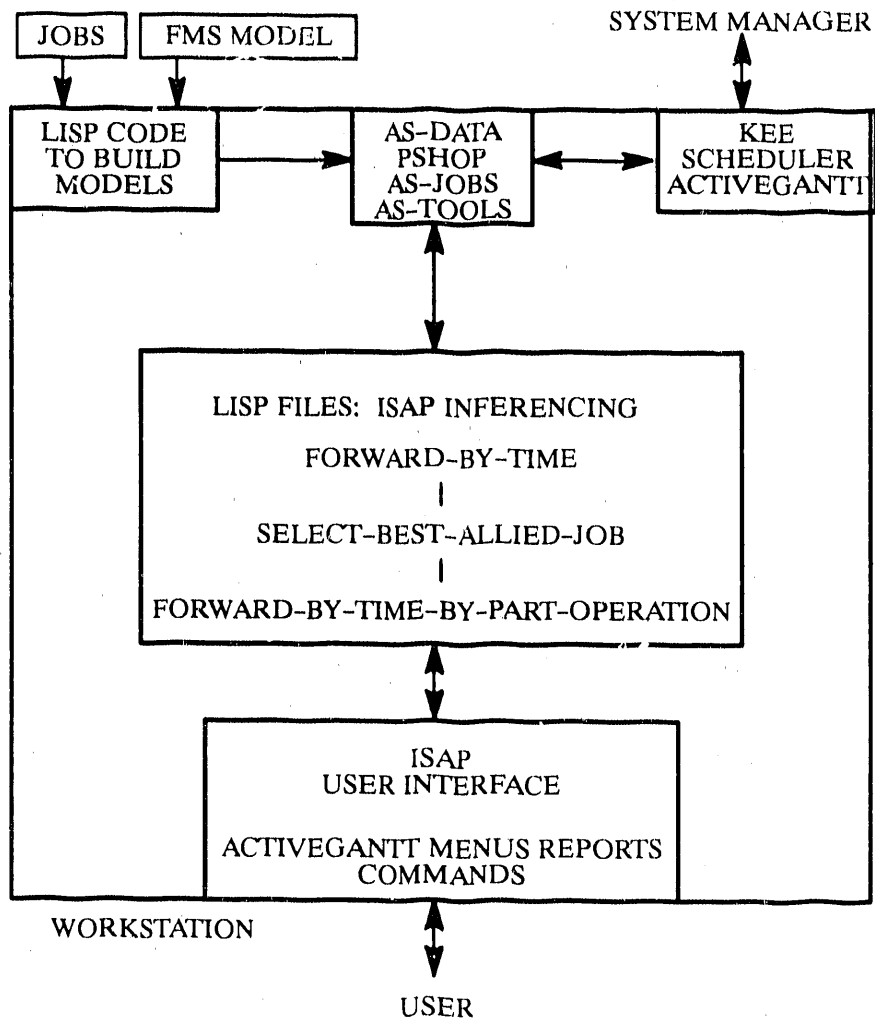 JOBS
FMS MODEL
SYSTEM MANAGER
LISP CODE
TO BUILD
MODELS
AS-DATA
PSHOP
AS-JOBS
AS-TOOLS
KEE
SCHEDULER
ACTIVEGANTT
LISP FILES: ISAP INFERENCING
FORWARD-BY-TIME
SELECT-BEST-ALLIED-JOB
FORWARD-BY-TIME-BY-PART-OPERATION
ISAP
USER INTERFACE
ACTIVEGANTT MENUS REPORTS
COMMANDS
WORKSTATION
USER